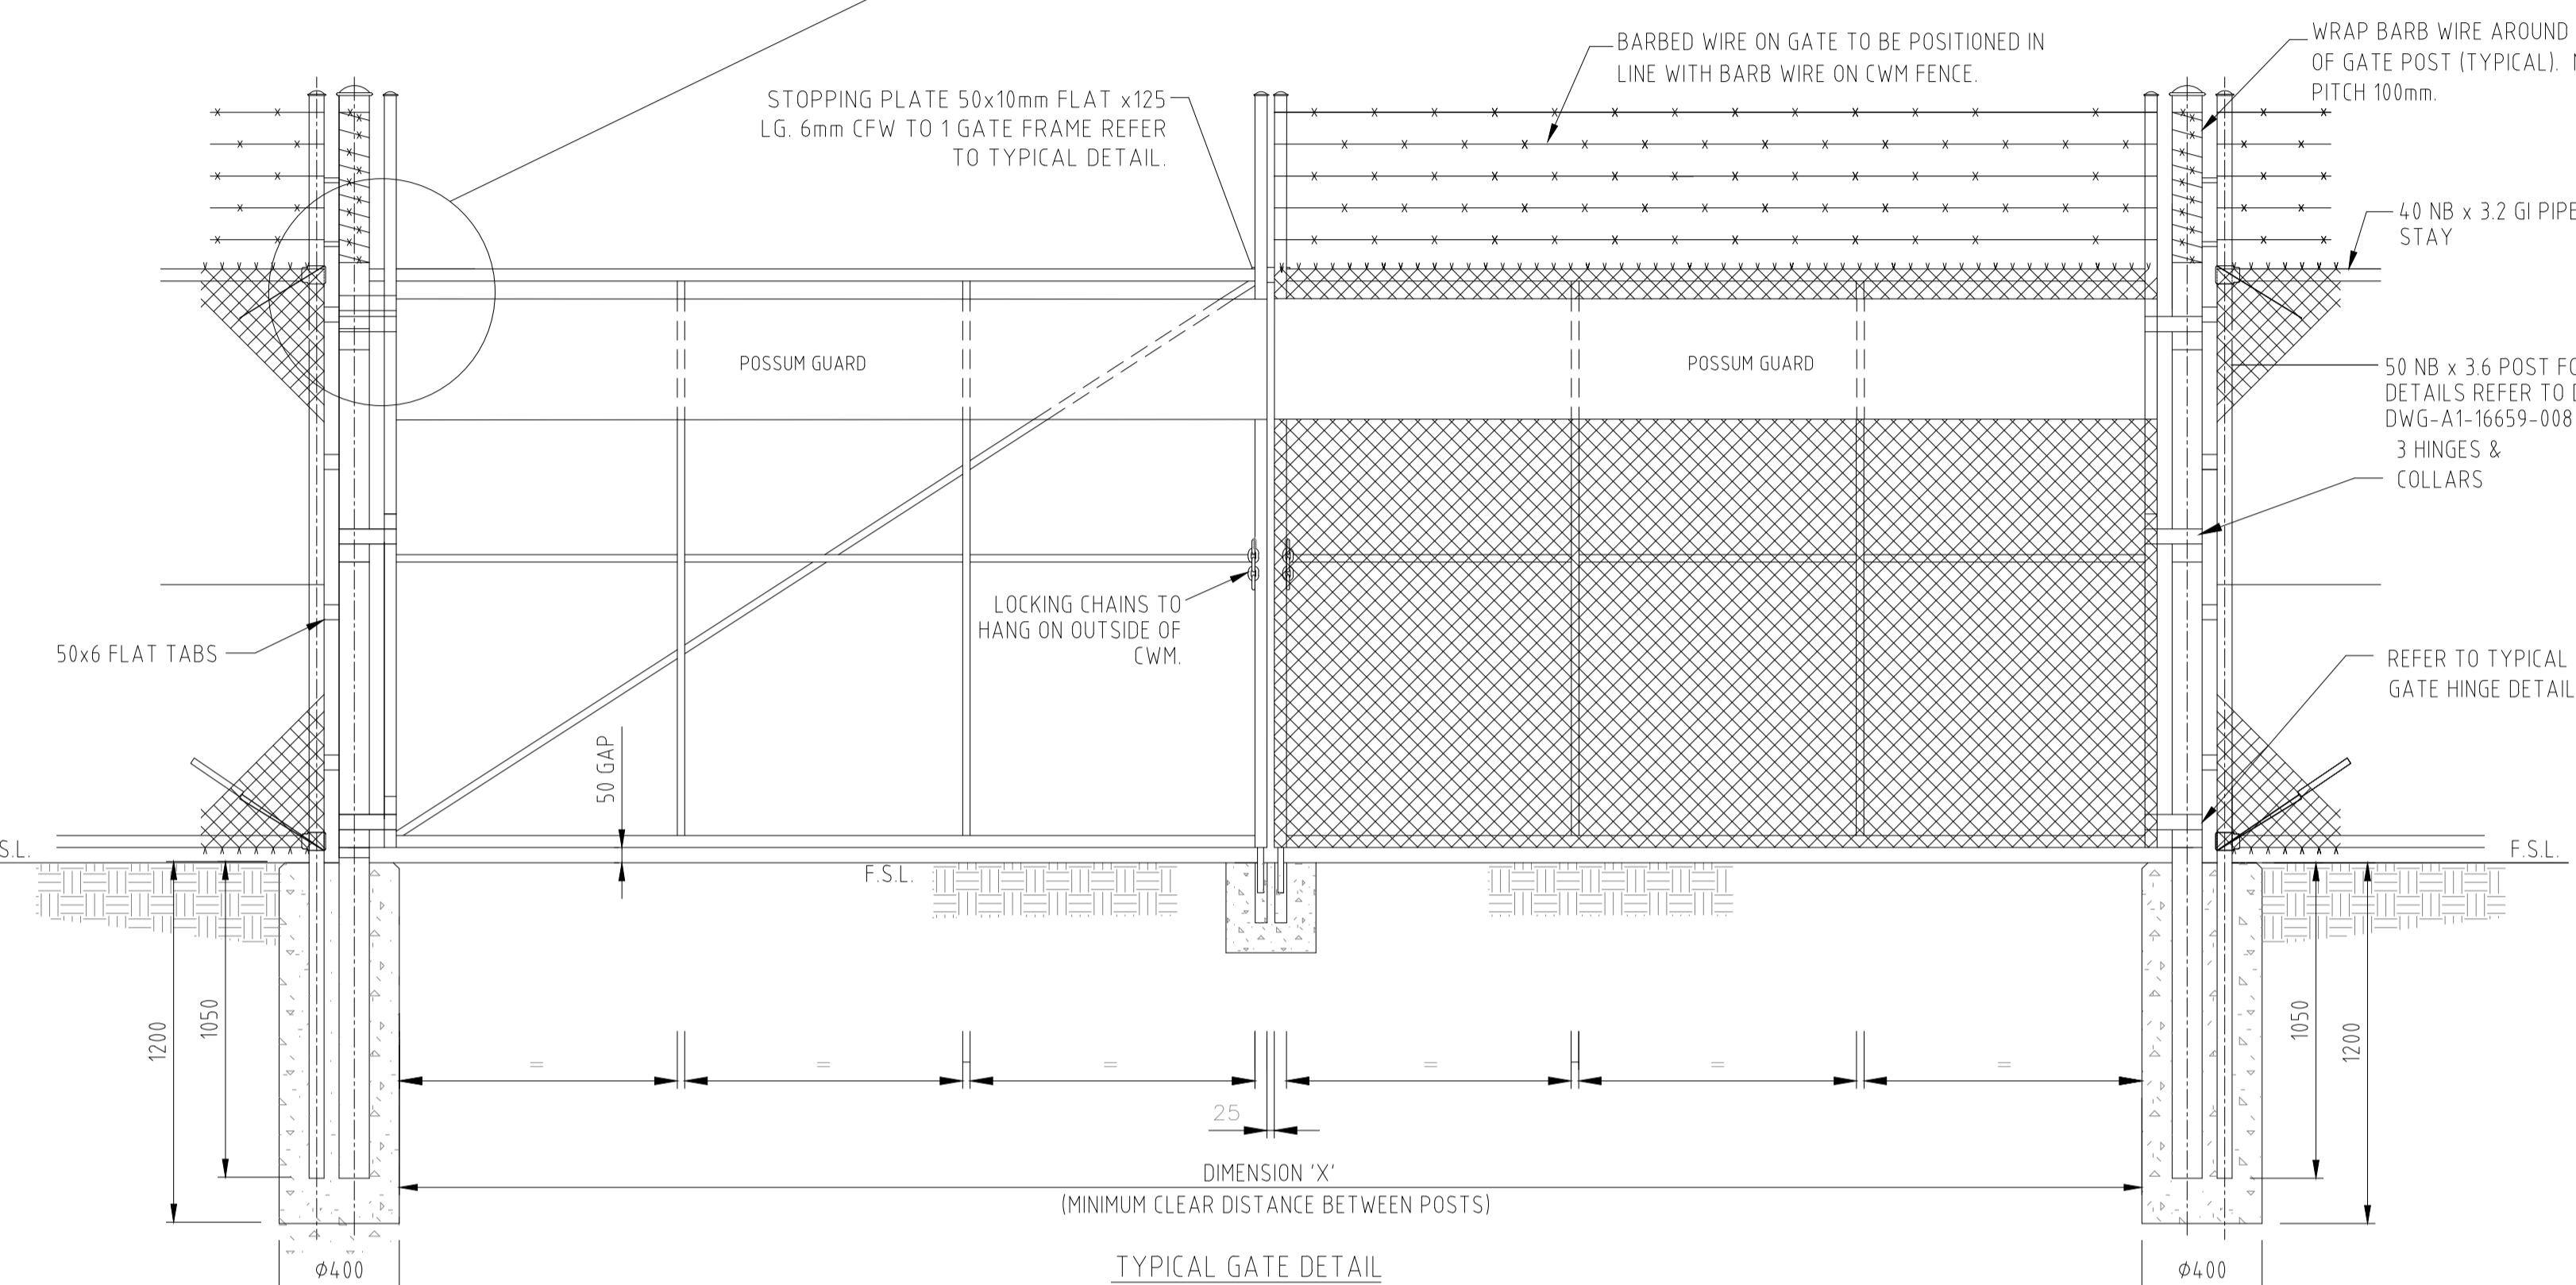 BARBED WIRE ON GATE TO BE POSITIONED IN
LINE WITH BARB WIRE ON CWM FENCE.
WRAP BARB WIRE AROUND
OF GATE POST (TYPICAL).
PITCH 100mm.
STOPPING PLATE 50x10mm FLAT x125
LG. 6mm CFW TO 1 GATE FRAME REFER
TO TYPICAL DETAIL.
40 NB x 3.2 GI PIPE
STAY
POSSUM GUARD
POSSUM GUARD
50 NB x 3.6 POST
DETAILS REFER TO
DWG-A1-16659-008
3 HINGES &
COLLARS
LOCKING CHAINS TO
HANG ON OUTSIDE OF
CWM.
50x6 FLAT TABS
REFER TO TYPICAL
GATE HINGE DETAIL
50 GAP
S.L.
F.S.L.
F.S.L.
1200
1050
1050
1200
=
=
=
=
=
=
25
DIMENSION 'X'
(MINIMUM CLEAR DISTANCE BETWEEN POSTS)
TYPICAL GATE DETAIL
Ø400
Ø400